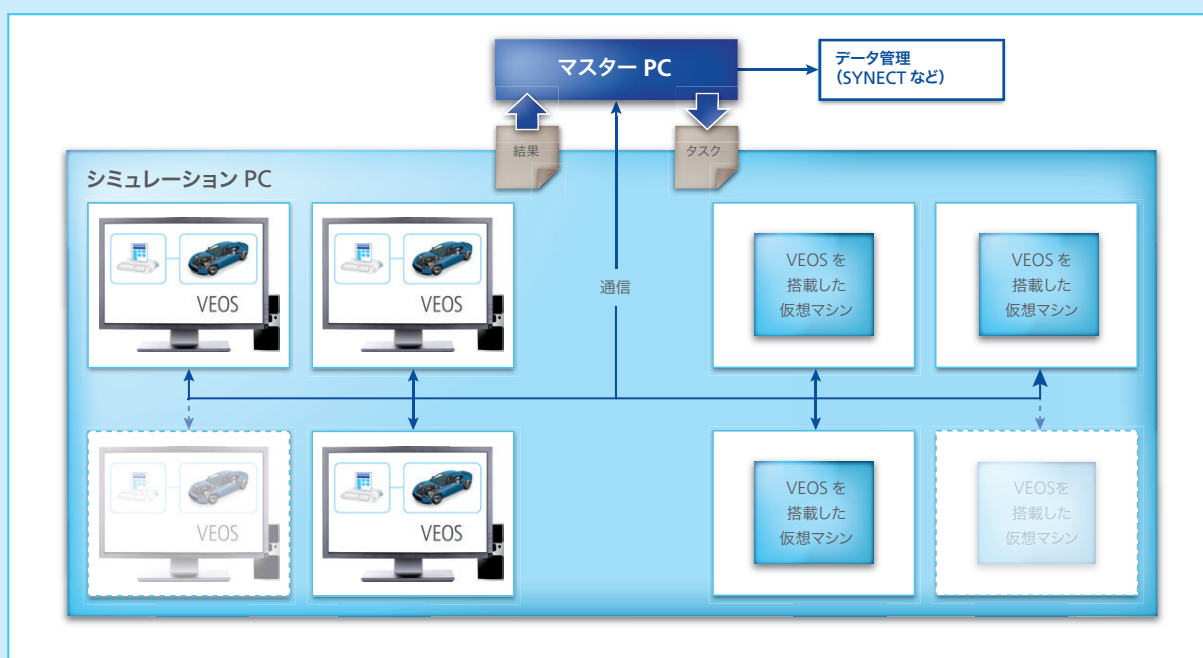 マスター PC
データ管理
（SYNECT など）
結果
タスク
シミュレーション PC
VEOS
VEOS
通信
VEOS を
搭載した
仮想マシン
VEOS を
搭載した
仮想マシン
VEOS
VEOS
VEOS を
搭載した
仮想マシン
VEOSを
搭載した
仮想マシン